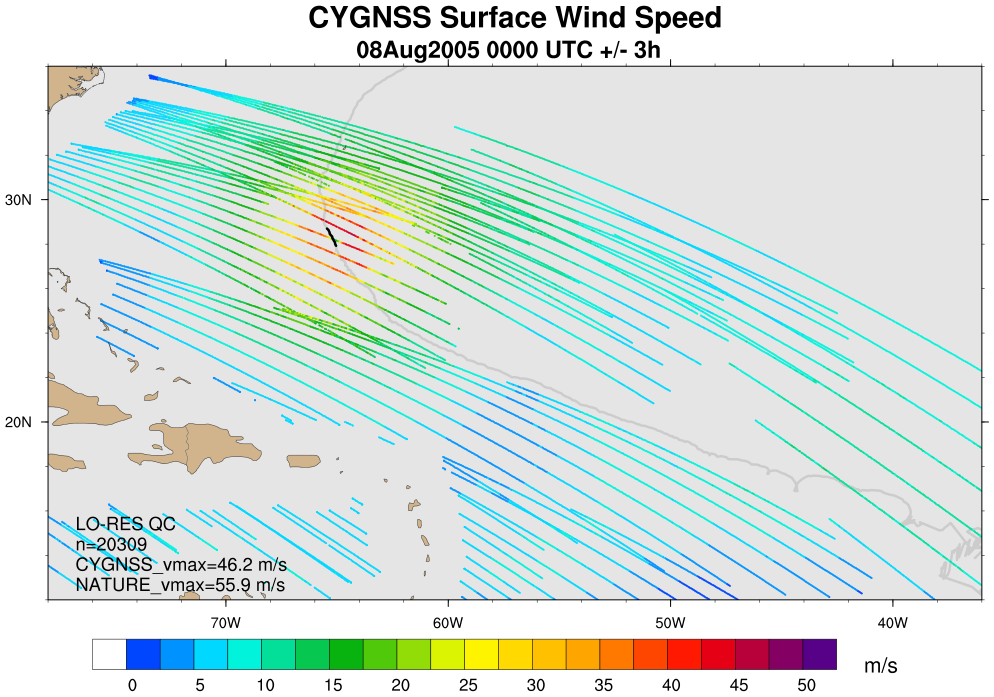 CYGNSS Surface Wind Speed
08Aug2005 0000 UTC +/- 3h
30N
20N
LO-RES QC
n=20309
CYGNSS_vmax=46.2 m/s
NATURE_vmax=55.9 m/s
70W 60W 50W 40W
0 5 10 15 20 25 30 35 40 45 50 m/s